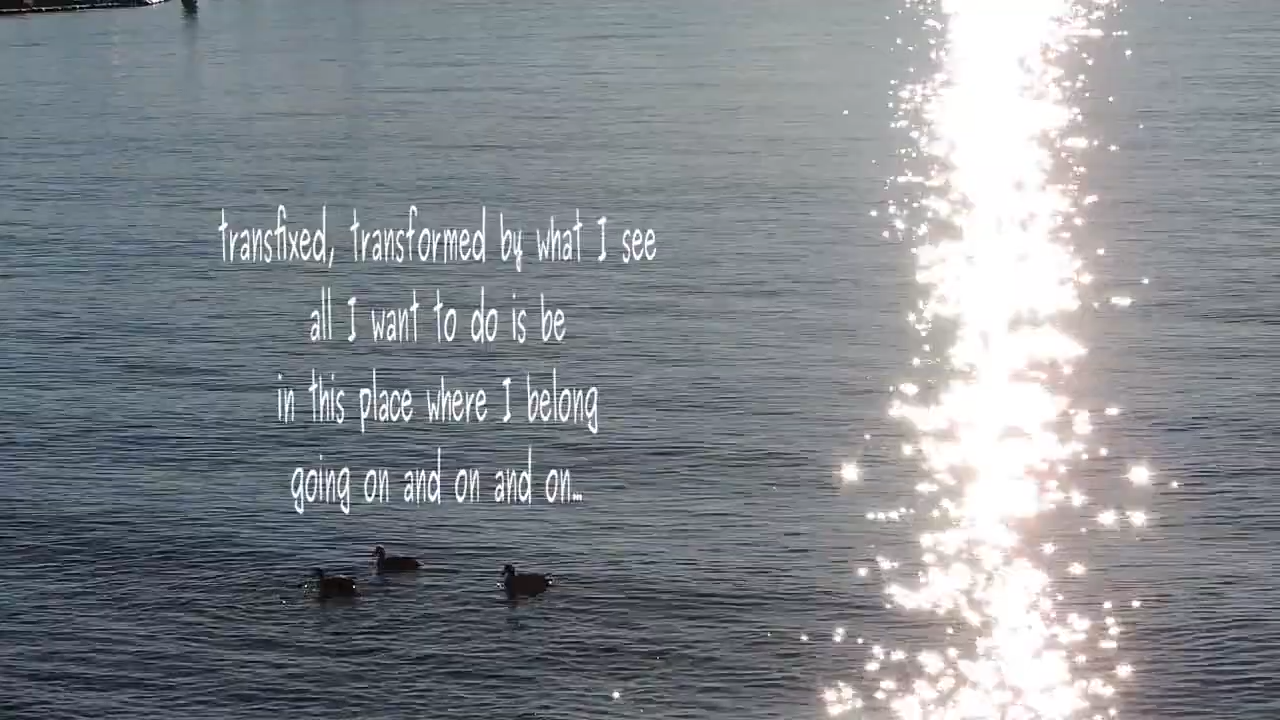 transfixed, transformed by what I see
all I want to do is be
in this place where I belong
going on and on and on...